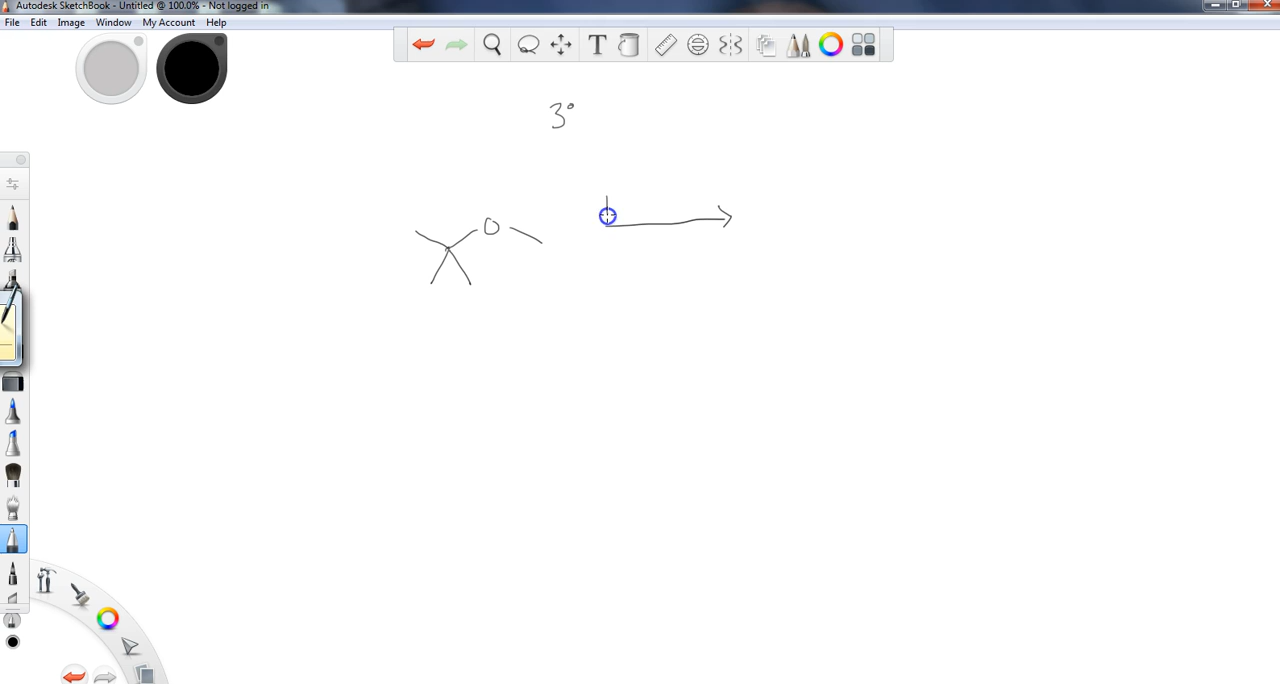 Autodesk SketchBook - Untitled @ 100.0% - Not logged in
File Edit Image Window My Account Help
T
3°
O